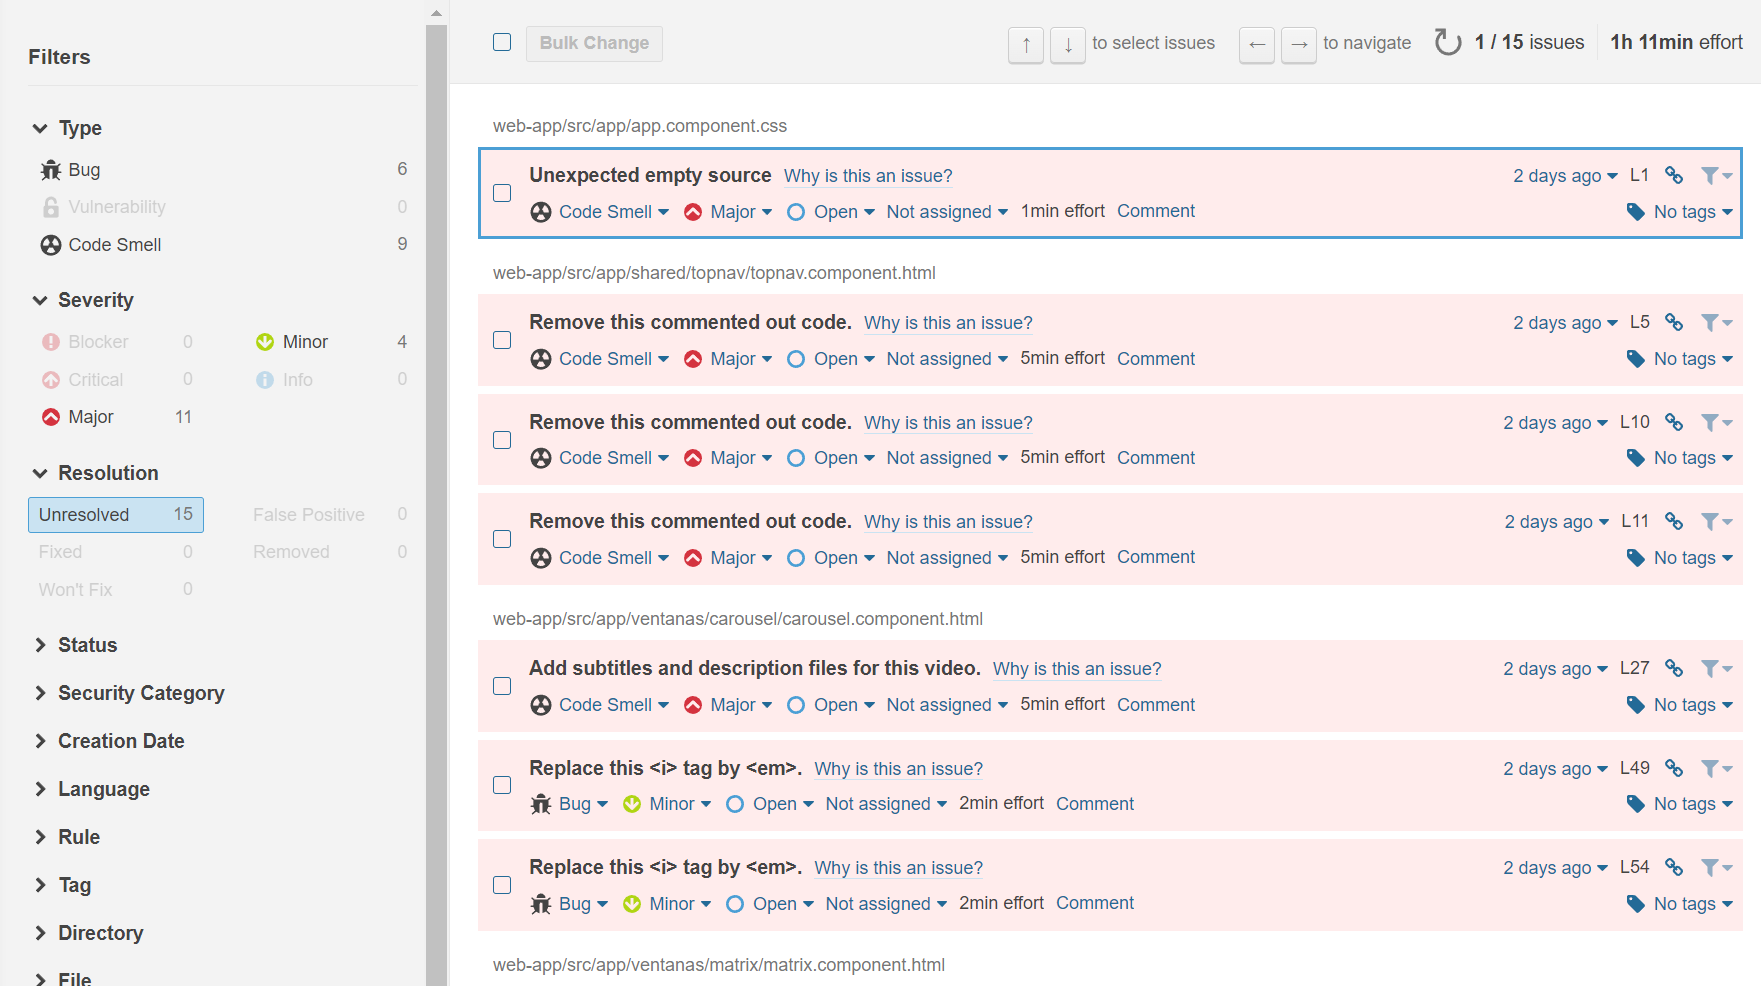 Filters
Type
Bug 6
Vulnerability 0
Code Smell 9
Severity
Blocker 0 Minor 4
Critical 0 Info 0
Major 11
Resolution
Unresolved 15 False Positive 0
Fixed 0 Removed 0
Won't Fix 0
Status
Security Category
Creation Date
Language
Rule
Tag
Directory
File
Bulk Change ↑ ↓ to select issues ← → to navigate 1 / 15 issues 1h 11min effort
web-app/src/app/app.component.css
Unexpected empty source Why is this an issue? 2 days ago L1
Code Smell Major Open Not assigned 1min effort Comment No tags
web-app/src/app/shared/topnav/topnav.component.html
Remove this commented out code. Why is this an issue? 2 days ago L5
Code Smell Major Open Not assigned 5min effort Comment No tags
Remove this commented out code. Why is this an issue? 2 days ago L10
Code Smell Major Open Not assigned 5min effort Comment No tags
Remove this commented out code. Why is this an issue? 2 days ago L11
Code Smell Major Open Not assigned 5min effort Comment No tags
web-app/src/app/ventanas/carousel/carousel.component.html
Add subtitles and description files for this video. Why is this an issue? 2 days ago L27
Code Smell Major Open Not assigned 5min effort Comment No tags
Replace this <i> tag by <em>. Why is this an issue? 2 days ago L49
Bug Minor Open Not assigned 2min effort Comment No tags
Replace this <i> tag by <em>. Why is this an issue? 2 days ago L54
Bug Minor Open Not assigned 2min effort Comment No tags
web-app/src/app/ventanas/matrix/matrix.component.html